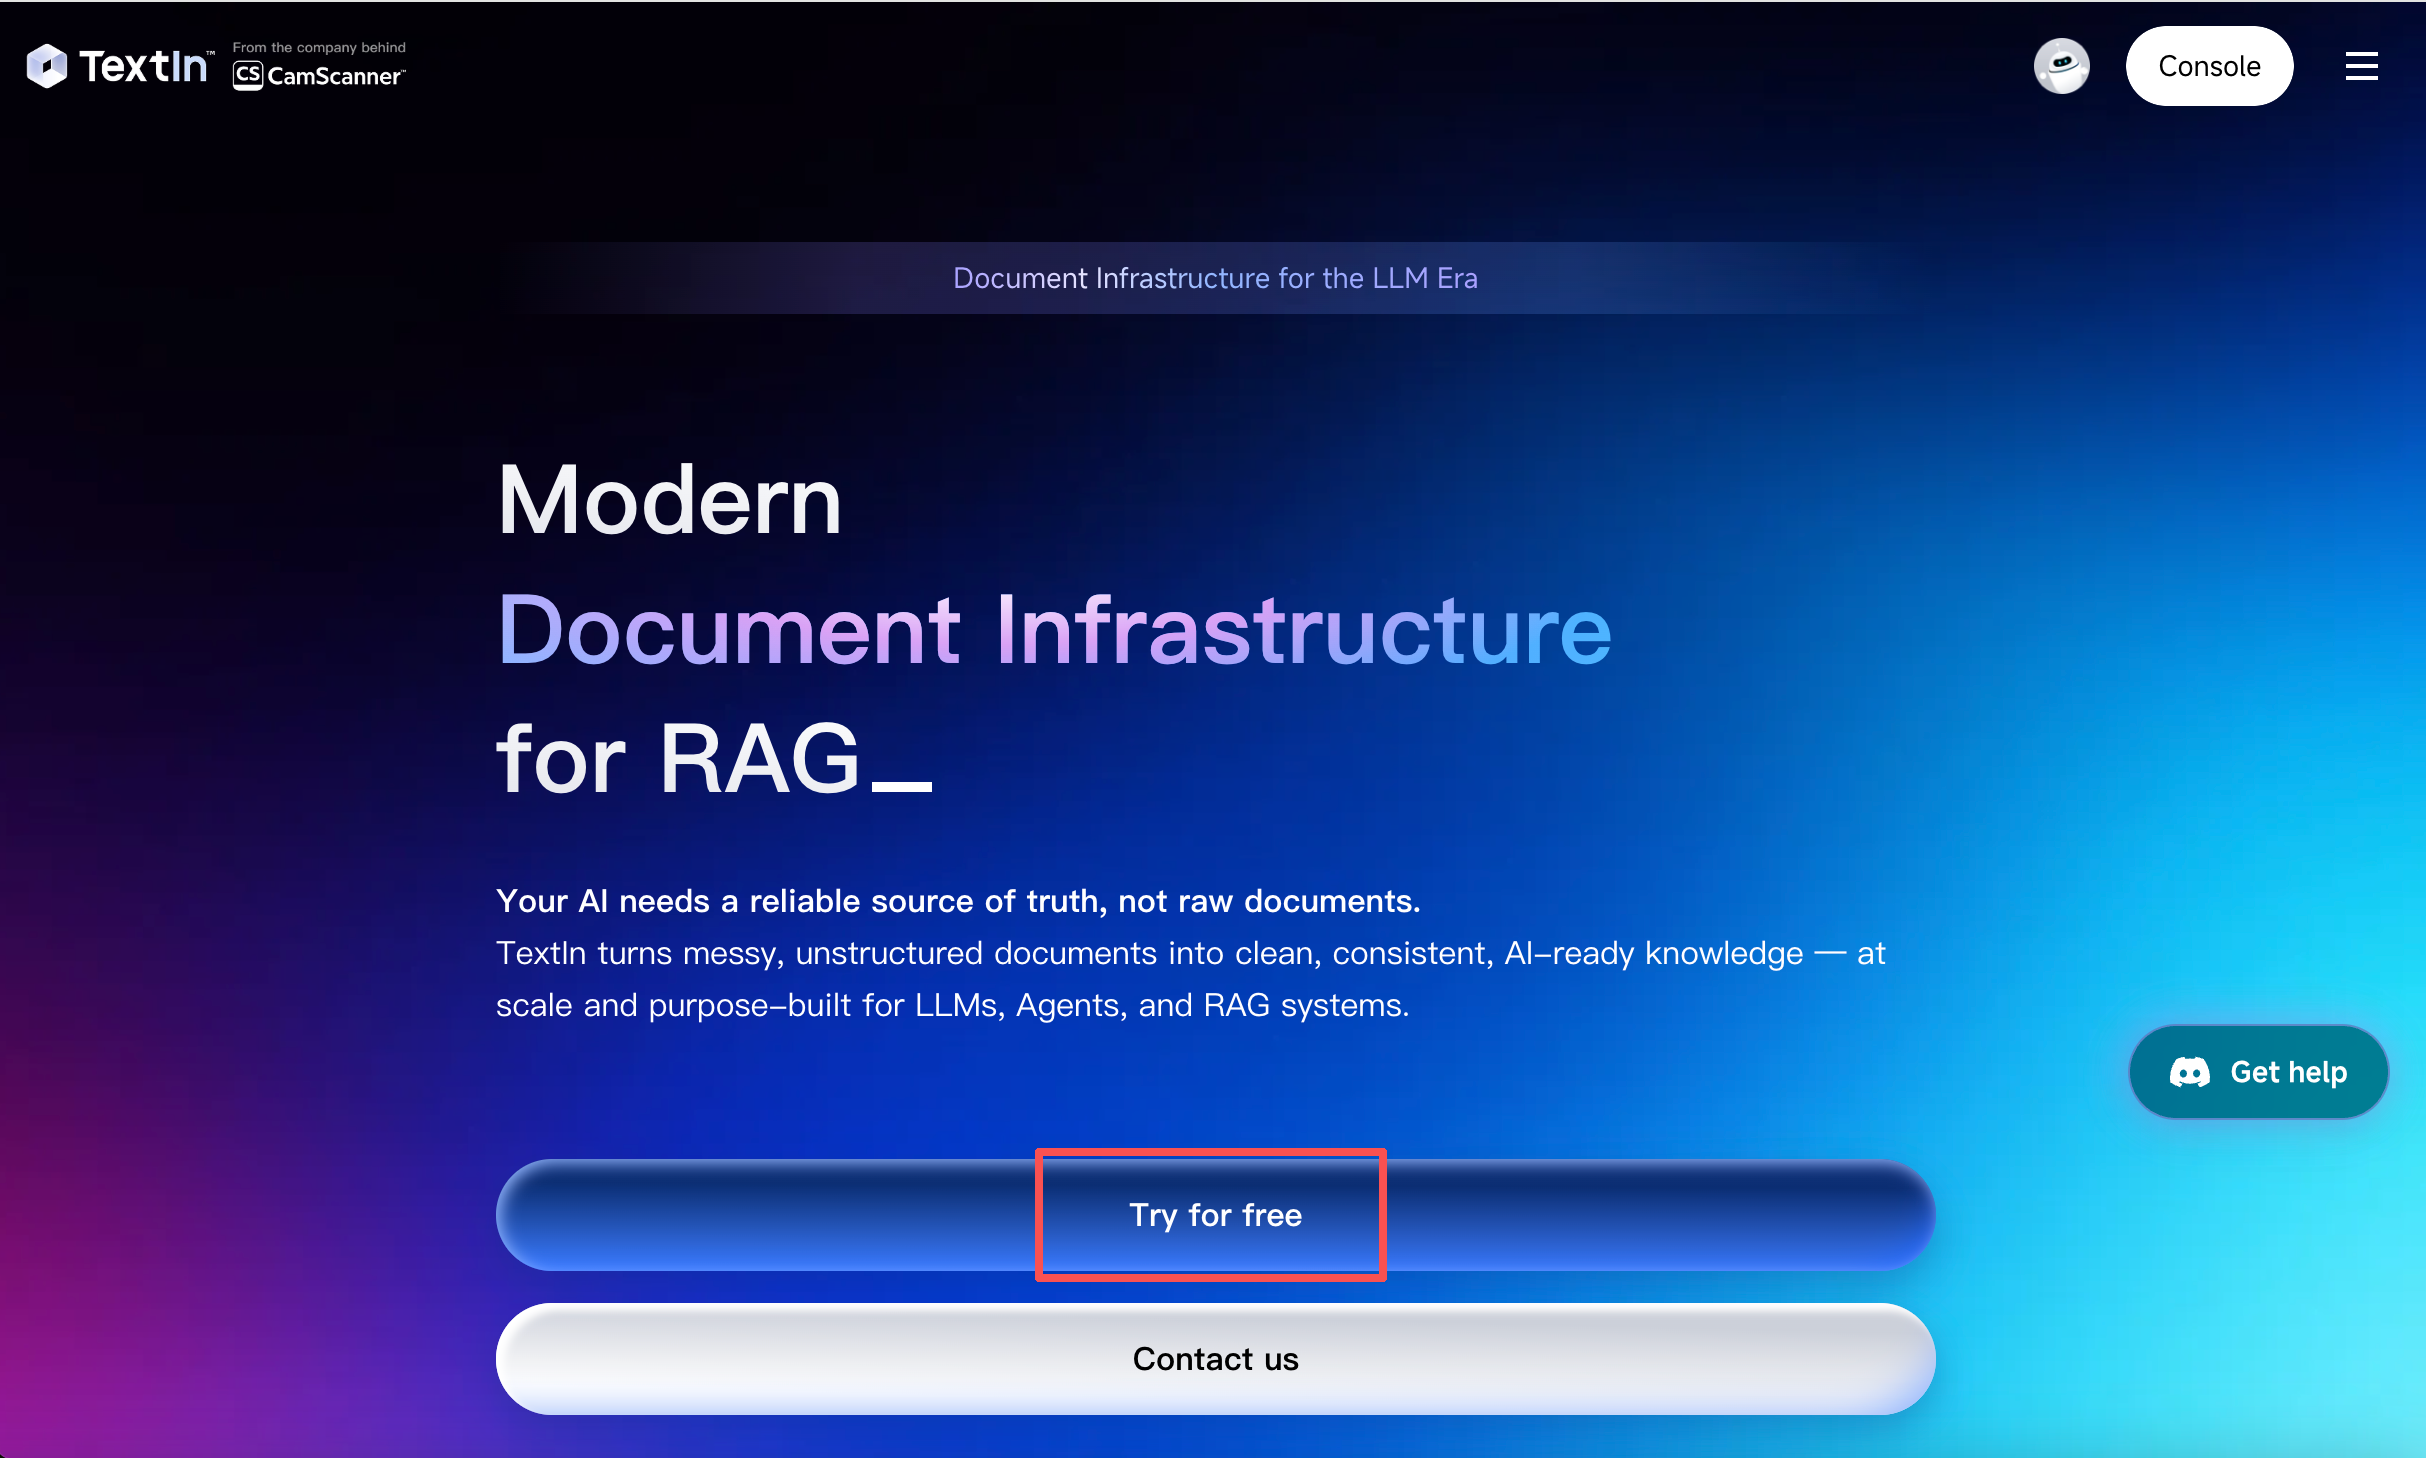 TextIn™
From the company behind
CS CamScanner™
Console
Document Infrastructure for the LLM Era
Modern
Document Infrastructure
for RAG_
Your AI needs a reliable source of truth, not raw documents.
TextIn turns messy, unstructured documents into clean, consistent, AI-ready knowledge — at
scale and purpose-built for LLMs, Agents, and RAG systems.
Get help
Try for free
Contact us